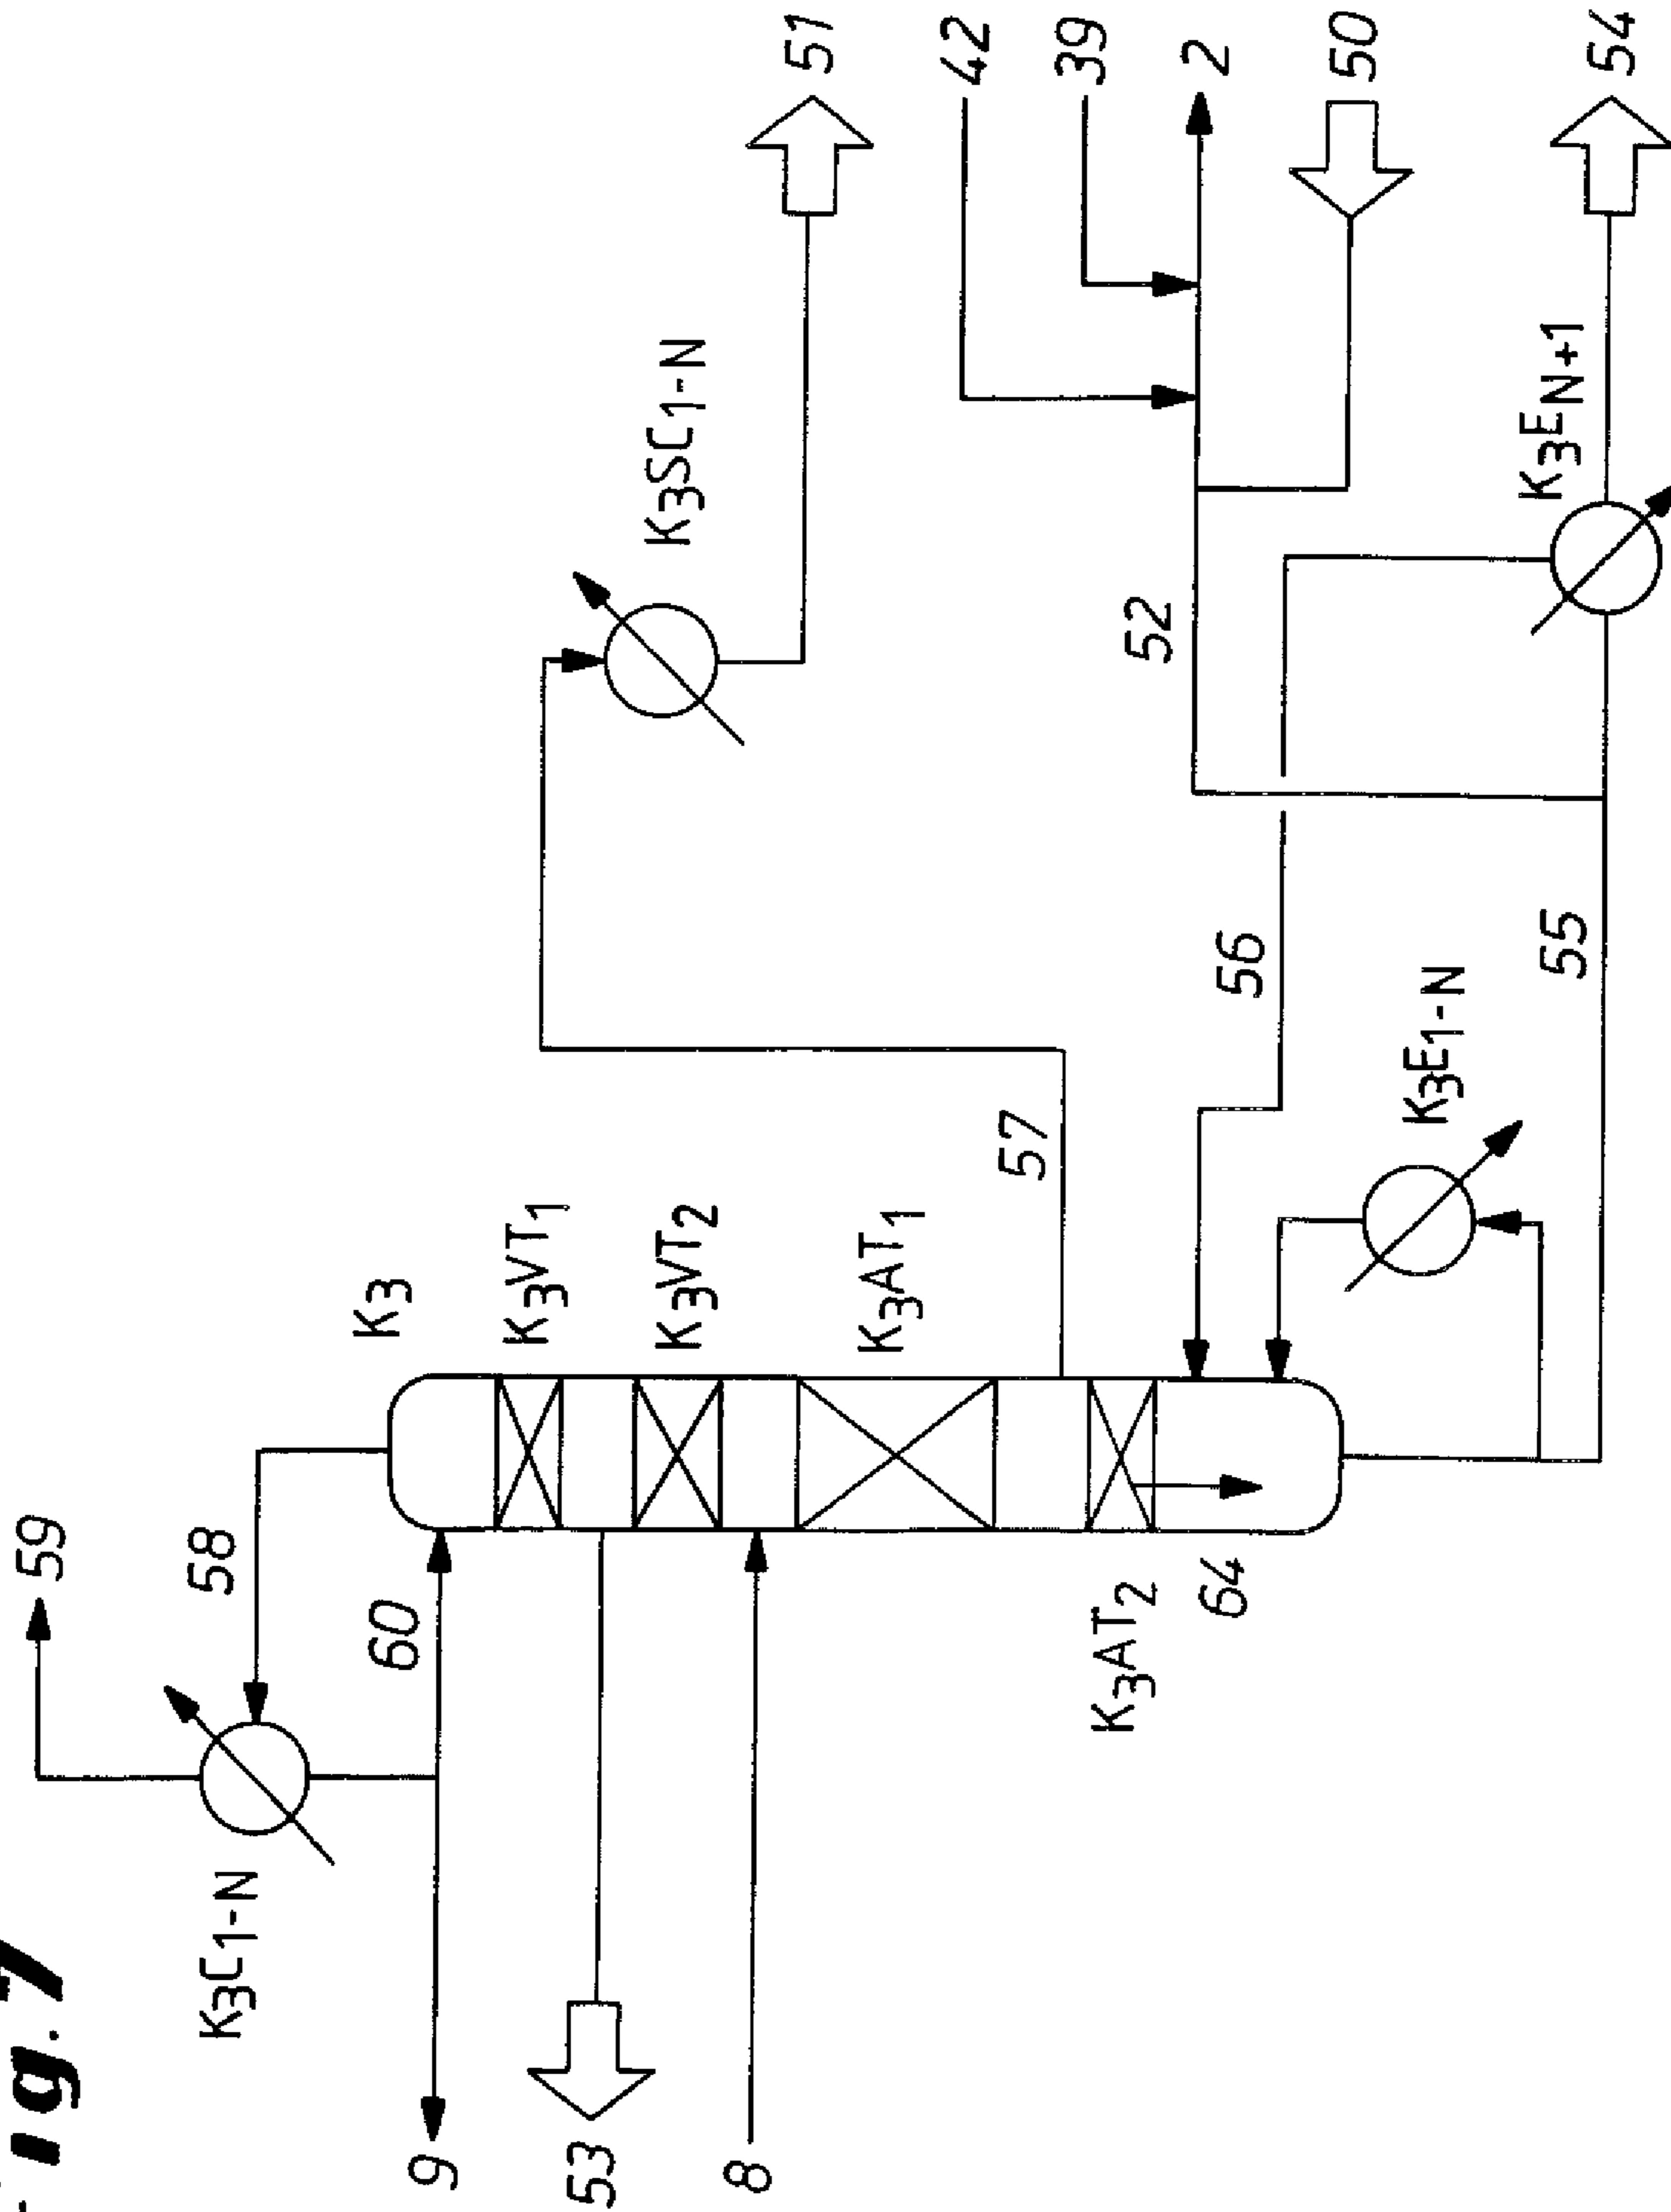 Fig. 7
59
58
60
K3C1-N
9
53
8
K3
K3VT1
K3VT2
K3AT1
K3AT2
64
57
K3SC1-N
51
42
39
2
50
52
56
K3E1-N
55
K3EN+1
54